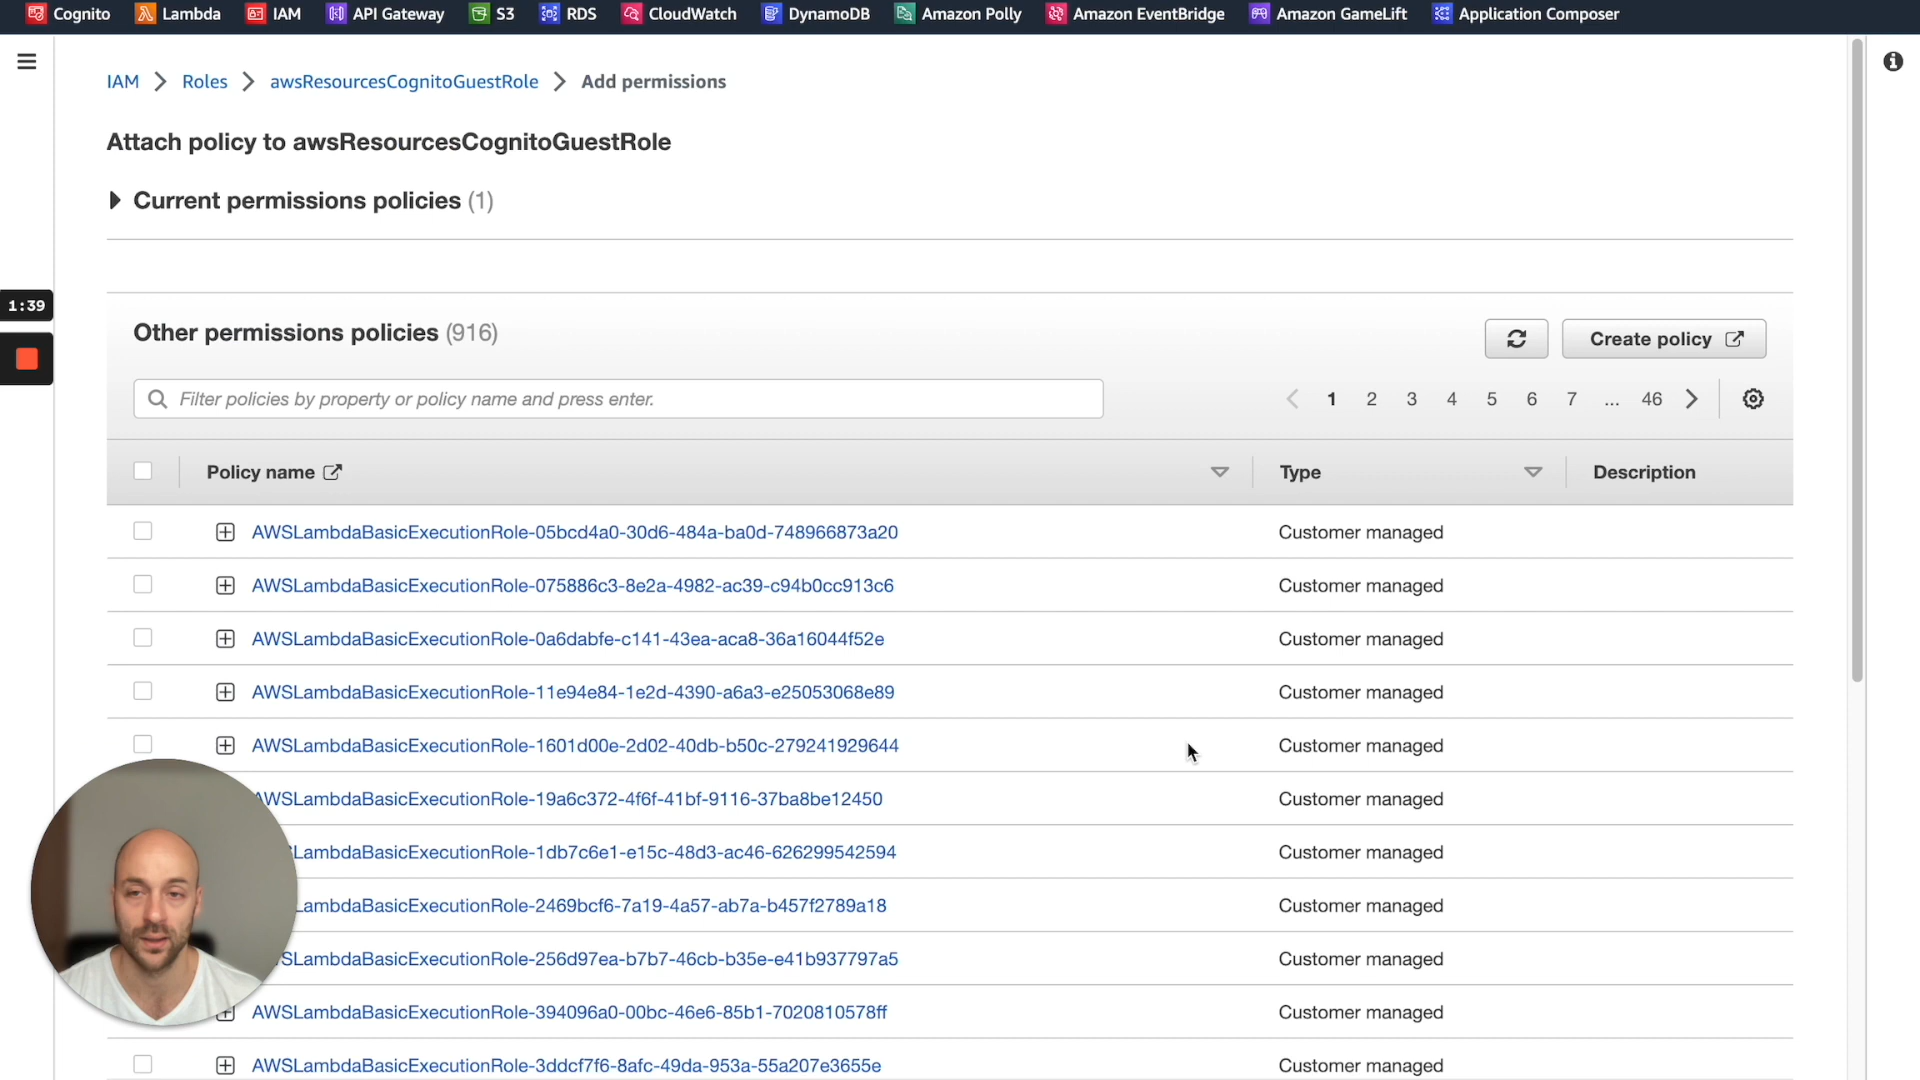 Cognito Lambda IAM API Gateway S3 RDS CloudWatch DynamoDB Amazon Polly Amazon EventBridge Amazon GameLift Application Composer
IAM Roles awsResourcesCognitoGuestRole Add permissions
Attach policy to awsResourcesCognitoGuestRole
Current permissions policies (1)
1:39
Other permissions policies (916)
Create policy
Filter policies by property or policy name and press enter.
1 2 3 4 5 6 7 ... 46
Policy name Type Description
AWSLambdaBasicExecutionRole-05bcd4a0-30d6-484a-ba0d-748966873a20 Customer managed
AWSLambdaBasicExecutionRole-075886c3-8e2a-4982-ac39-c94b0cc913c6 Customer managed
AWSLambdaBasicExecutionRole-0a6dabfe-c141-43ea-aca8-36a16044f52e Customer managed
AWSLambdaBasicExecutionRole-11e94e84-1e2d-4390-a6a3-e25053068e89 Customer managed
AWSLambdaBasicExecutionRole-1601d00e-2d02-40db-b50c-279241929644 Customer managed
WSLambdaBasicExecutionRole-19a6c372-4f6f-41bf-9116-37ba8be12450 Customer managed
LambdaBasicExecutionRole-1db7c6e1-e15c-48d3-ac46-626299542594 Customer managed
LambdaBasicExecutionRole-2469bcf6-7a19-4a57-ab7a-b457f2789a18 Customer managed
SLambdaBasicExecutionRole-256d97ea-b7b7-46cb-b35e-e41b937797a5 Customer managed
AWSLambdaBasicExecutionRole-394096a0-00bc-46e6-85b1-7020810578ff Customer managed
AWSLambdaBasicExecutionRole-3ddcf7f6-8afc-49da-953a-55a207e3655e Customer managed